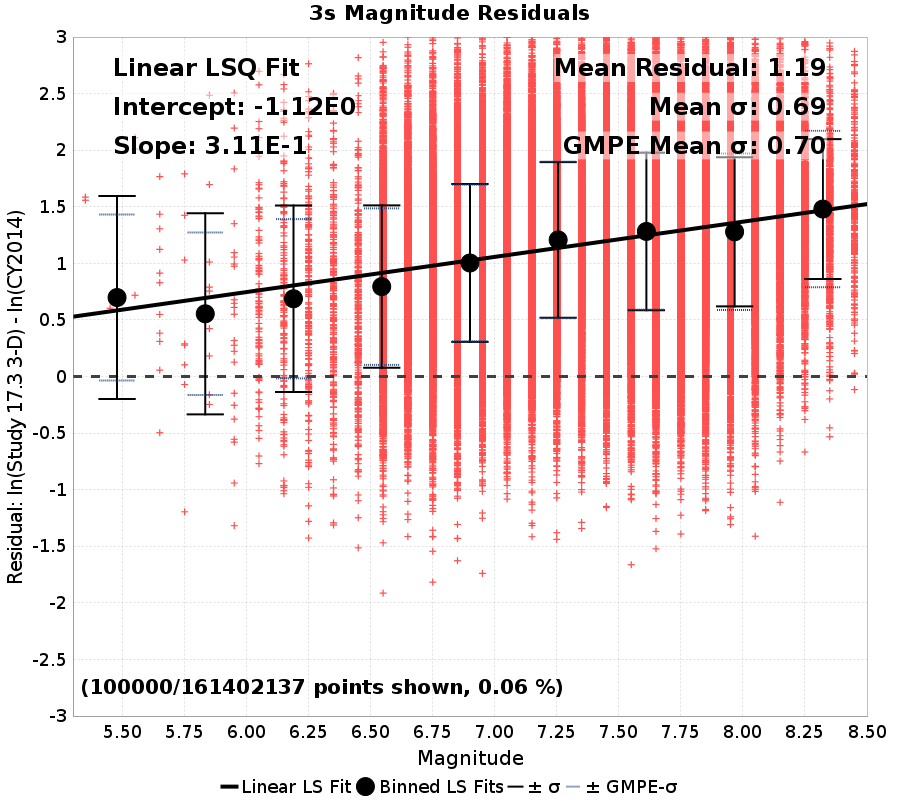 3s Magnitude Residuals
Linear LSQ Fit
Intercept: -1.12E0
Slope: 3.11E-1
Mean Residual: 1.19
Mean σ: 0.69
GMPE Mean σ: 0.70
3
2.5
2
1.5
1
0.5
0
-0.5
-1
-1.5
-2
-2.5
-3
Residual: ln(Study 17.3 3-D) - ln(CY2014)
(100000/161402137 points shown, 0.06 %)
5.50 5.75 6.00 6.25 6.50 6.75 7.00 7.25 7.50 7.75 8.00 8.25 8.50
Magnitude
Linear LS Fit Binned LS Fits ± σ ± GMPE-σ